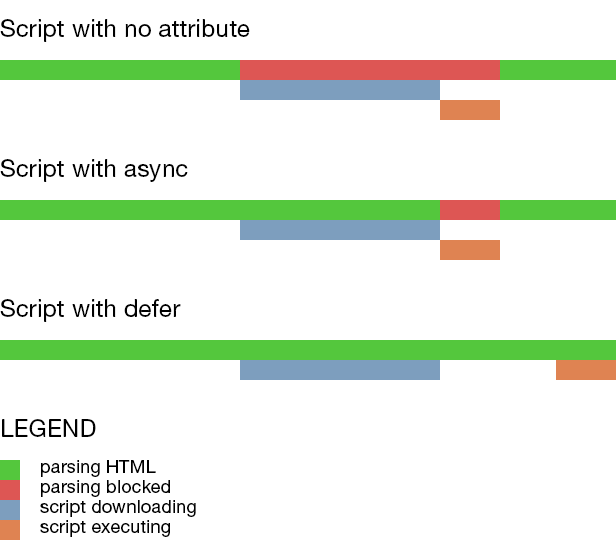 Script with no attribute
Script with async
Script with defer
LEGEND
parsing HTML
parsing blocked
script downloading
script executing